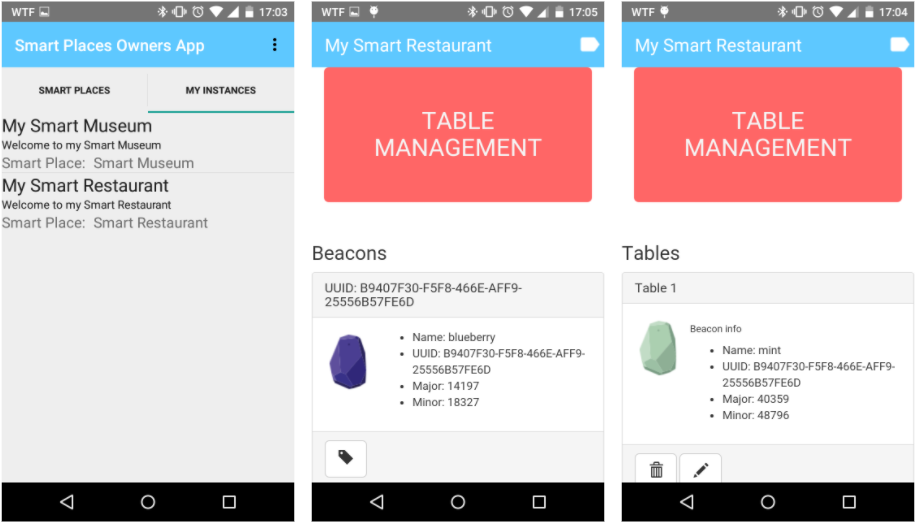 WTF 17:03
Smart Places Owners App
SMART PLACES MY INSTANCES
My Smart Museum
Welcome to my Smart Museum
Smart Place: Smart Museum
My Smart Restaurant
Welcome to my Smart Restaurant
Smart Place: Smart Restaurant
WTF 17:05
My Smart Restaurant
TABLE
MANAGEMENT
Beacons
UUID: B9407F30-F5F8-466E-AFF9-
25556B57FE6D
• Name: blueberry
• UUID: B9407F30-F5F8-466E-AFF9-
25556B57FE6D
• Major: 14197
• Minor: 18327
WTF 17:04
My Smart Restaurant
TABLE
MANAGEMENT
Tables
Table 1
Beacon info
• Name: mint
• UUID: B9407F30-F5F8-466E-AFF9-
25556B57FE6D
• Major: 40359
• Minor: 48796